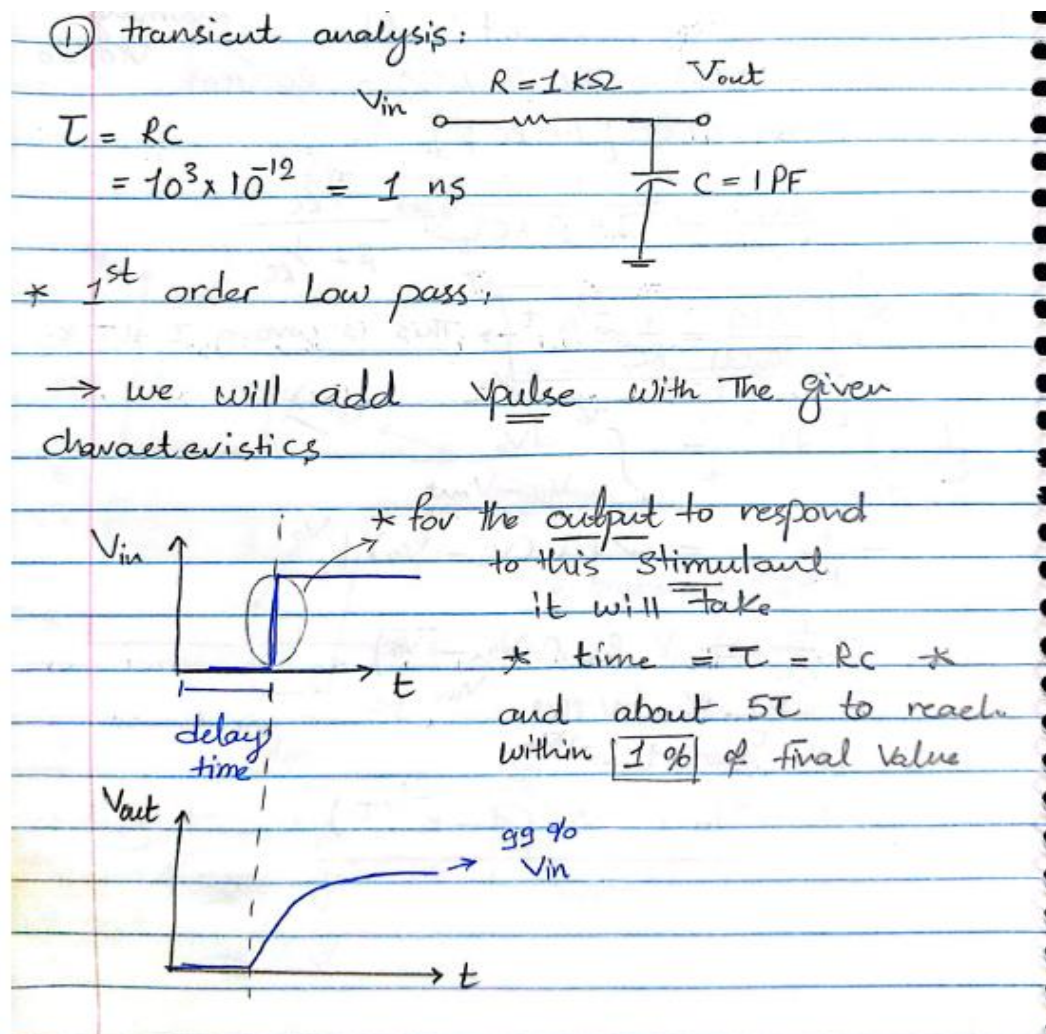 ① transient analysis:
R = 1 KΩ
Vin
Vout
τ = RC
= 10³ x 10⁻¹² = 1 ns
C = 1 PF
* 1st order Low pass,
→ we will add vpulse with The given
characteristics
* for the output to respond
to this Stimulant
it will Take
* time = τ = RC *
and about 5τ to reach
within 1 % of final Value
Vin
t
delay
time
Vout
99 %
Vin
t